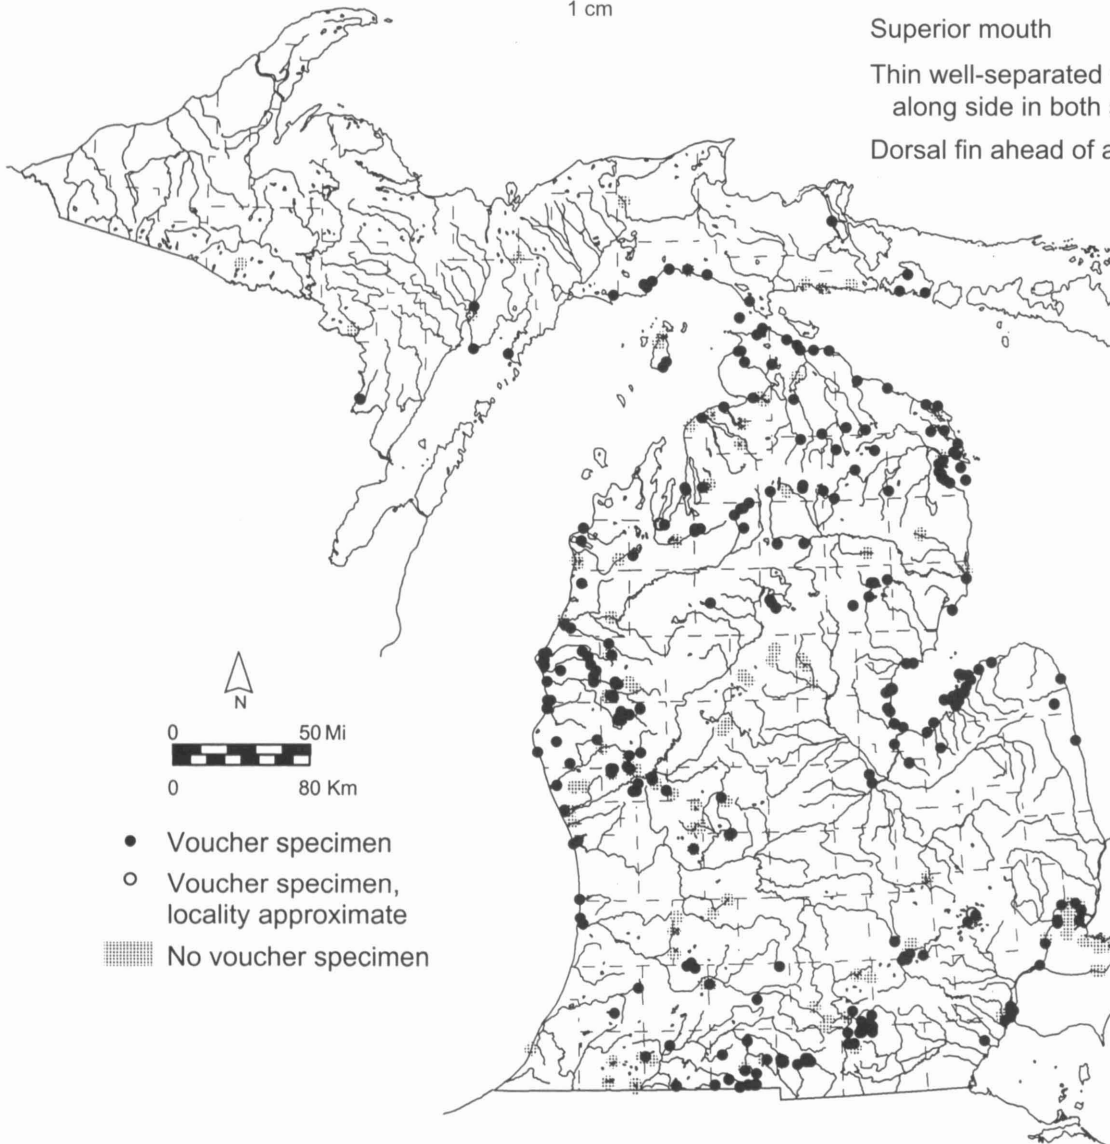 1 cm
Superior mouth
Thin well-separated
along side in both
Dorsal fin ahead of a
N
0 50 Mi
0 80 Km
Voucher specimen
Voucher specimen,
locality approximate
No voucher specimen